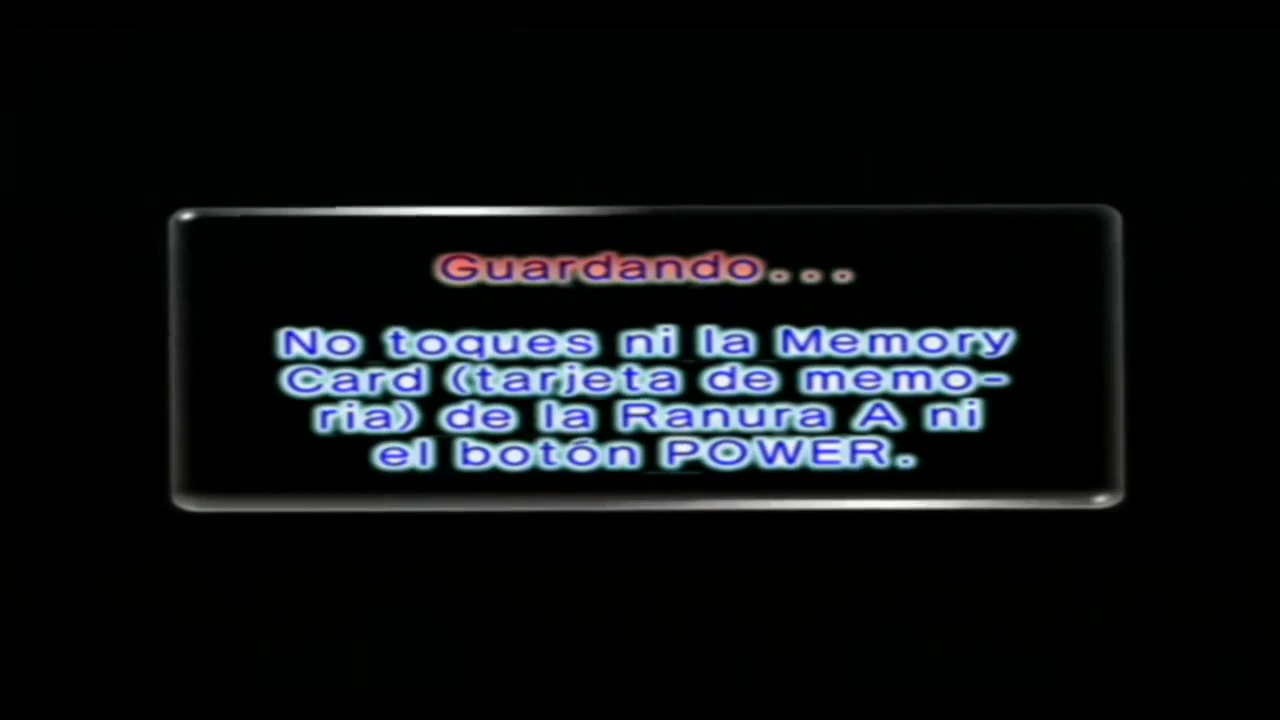 Guardando...
No toques ni la Memory
Card (tarjeta de memo-
ria) de la Ranura A ni
el botón POWER.